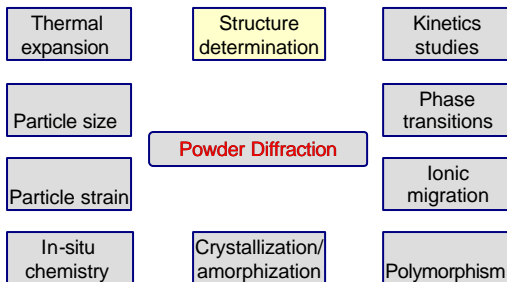 Thermal
expansion
Structure
determination
Kinetics
studies
Particle size
Phase
transitions
Powder Diffraction
Particle strain
Ionic
migration
In-situ
chemistry
Crystallization/
amorphization
Polymorphism